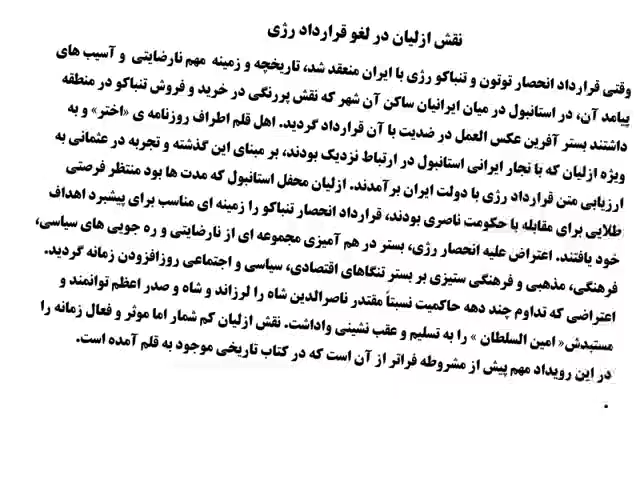 نقش ازلیان در لغو قرارداد رژی
وقتی قرارداد انحصار توتون و تنباکو رژی با ایران منعقد شد، تاریخچه و زمینه مهم نارضایتی و آسیب های
پیامد آن، در استانبول در میان ایرانیان ساکن آن شهر که نقش پررنگی در خرید و فروش تنباکو در منطقه
داشتند بستر آفرین عکس العمل در ضدیت با آن قرارداد گردید. اهل قلم اطراف روزنامه ی «اختر» و به
ویژه ازلیان که با تجار ایرانی استانبول در ارتباط نزدیک بودند، بر مبنای این گذشته و تجربه در عثمانی به
ارزیابی متن قرارداد رژی با دولت ایران برآمدند. ازلیان محفل استانبول که مدت ها بود منتظر فرصتی
طلایی برای مقابله با حکومت ناصری بودند، قرارداد انحصار تنباکو را زمینه ای مناسب برای پیشبرد اهداف
خود یافتند. اعتراض علیه انحصار رژی، بستر در هم آمیزی مجموعه ای از نارضایتی و ره جویی های سیاسی،
فرهنگی، مذهبی و فرهنگی ستیزی بر بستر تنگاهای اقتصادی، سیاسی و اجتماعی روزافزودن زمانه گردید.
اعتراضی که تداوم چند دهه حاکمیت نسبتاً مقتدر ناصرالدین شاه را لرزاند و شاه و صدر اعظم توانمند و
مستبدش« امین السلطان » را به تسلیم و عقب نشینی واداشت. نقش ازلیان کم شمار اما موثر و فعال زمانه را
در این رویداد مهم پیش از مشروطه فراتر از آن است که در کتاب تاریخی موجود به قلم آمده است.
.